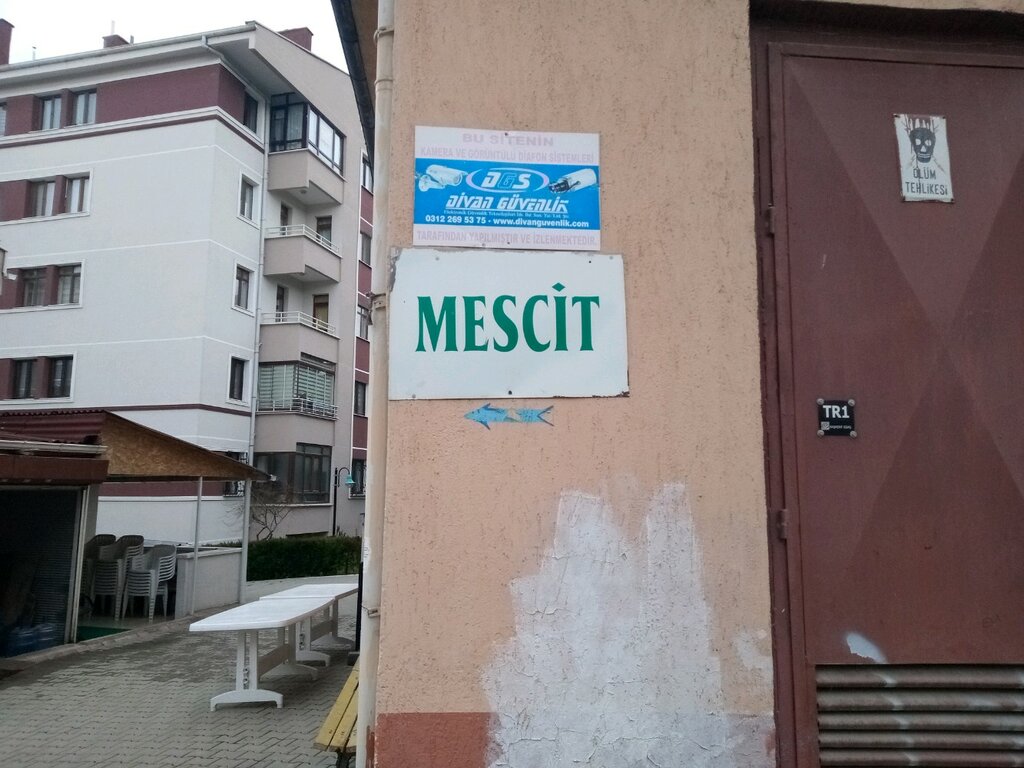 BU SİTENİN
KAMERA VE GÖRÜNTÜLÜ DİAFON SİSTEMLERİ
DGS
DİVAN GÜVENLİK
0312 269 53 75 - www.divanguvenlik.com
TARAFINDAN YAPILMIŞTIR VE İZLENMEKTEDİR.
MESCİT
ÖLÜM
TEHLİKESİ
TR1